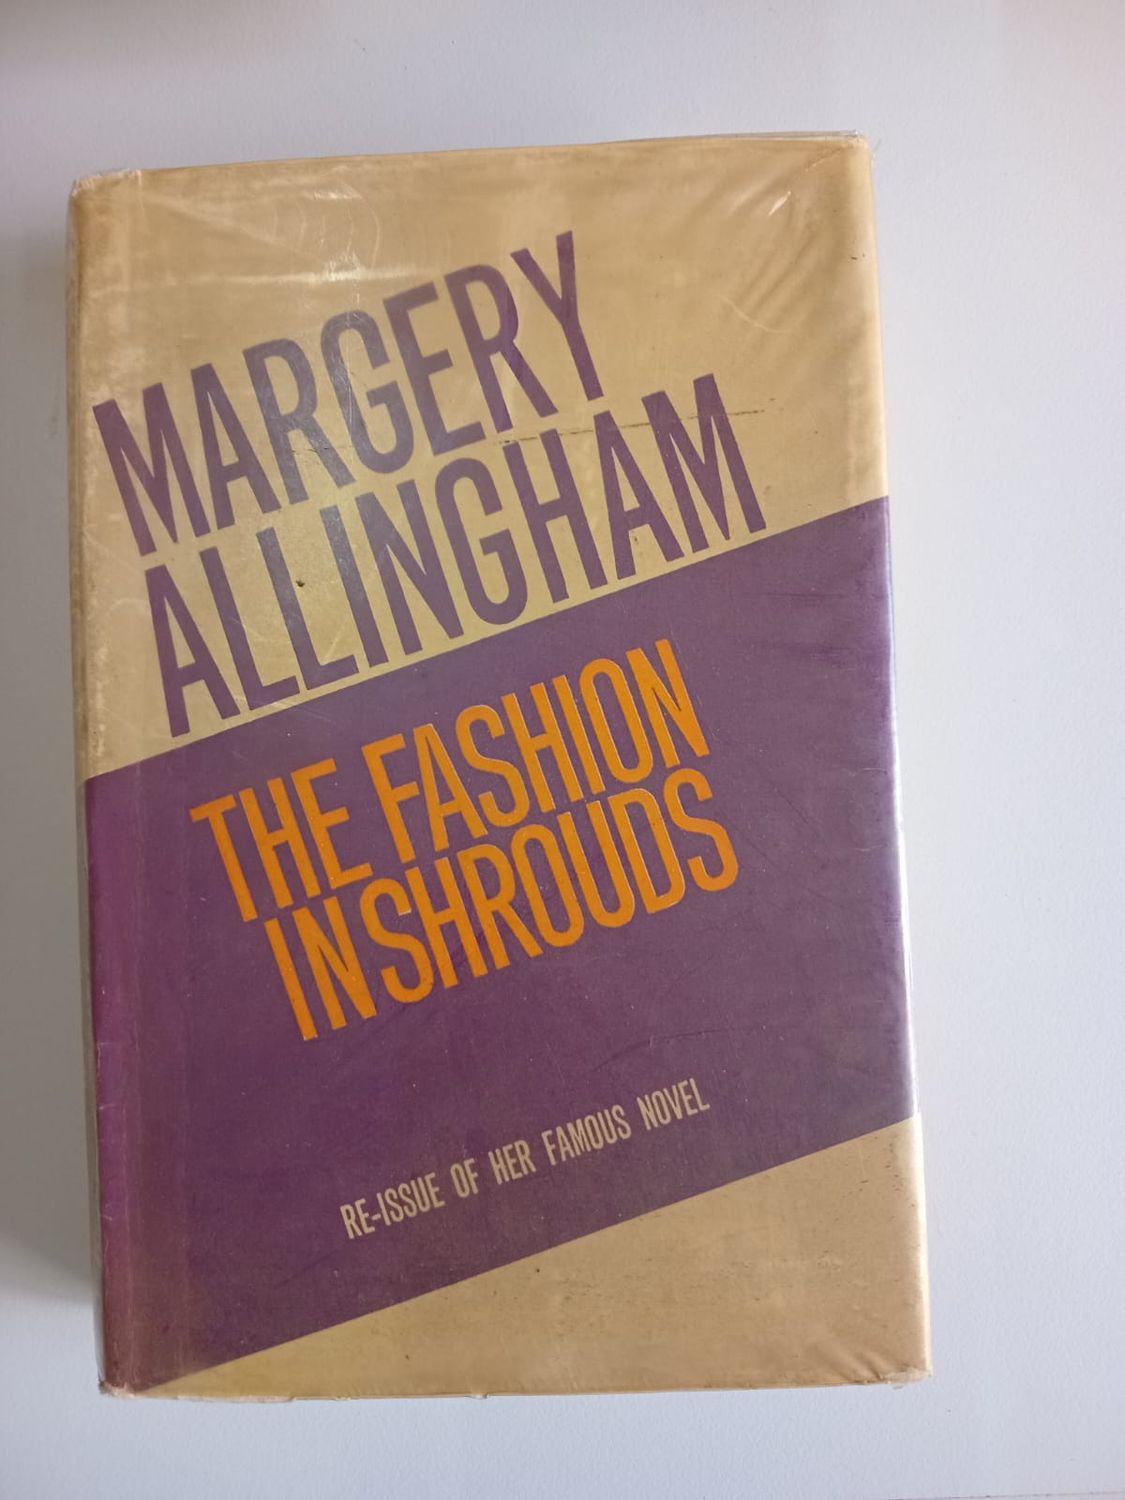 MARGERY
ALLINGHAM
THE FASHION
IN SHROUDS
RE-ISSUE OF HER FAMOUS NOVEL